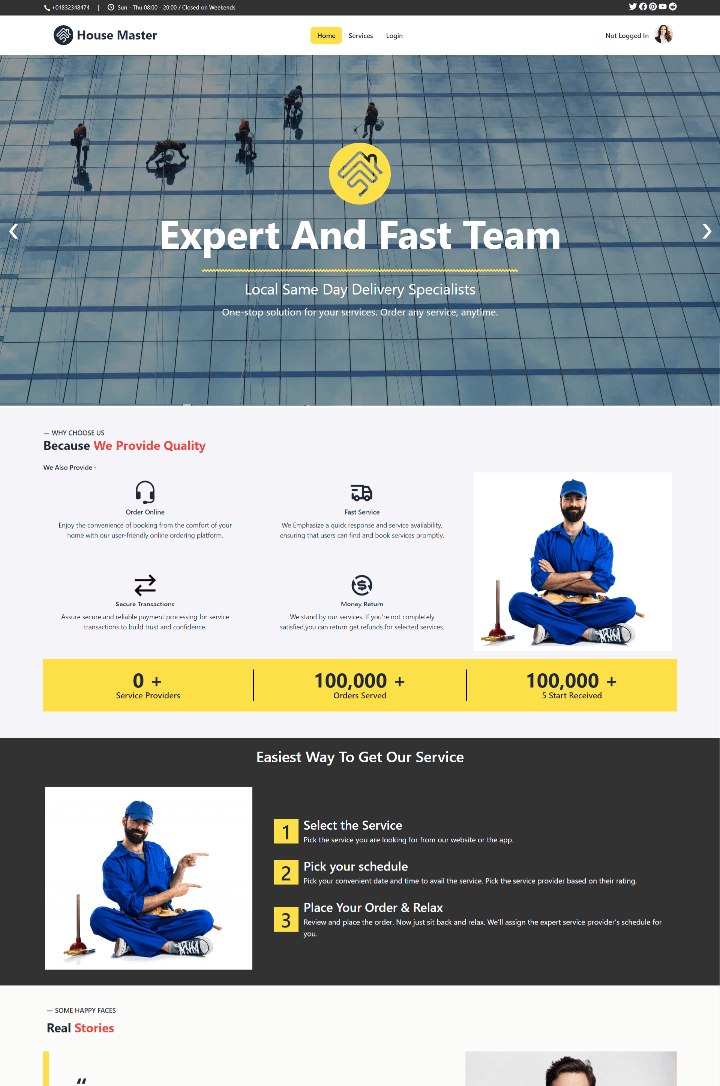 +01832348474 | Sun - Thu 08:00 - 20:00 / Closed on Weekends
House Master
Home Services Login
Not Logged In
Expert And Fast Team
Local Same Day Delivery Specialists
One-stop solution for your services. Order any service, anytime.
— WHY CHOOSE US
Because We Provide Quality
We Also Provide -
Order Online
Enjoy the convenience of booking from the comfort of your
home with our user-friendly online ordering platform.
Fast Service
We Emphasize a quick response and service availability,
ensuring that users can find and book services promptly.
Secure Transactions
Assure secure and reliable payment processing for service
transactions to build trust and confidence.
Money Return
We stand by our services. If you're not completely
satisfied,you can return get refunds for selected services.
0 +
Service Providers
100,000 +
Orders Served
100,000 +
5 Start Received
Easiest Way To Get Our Service
1
Select the Service
Pick the service you are looking for from our website or the app.
2
Pick your schedule
Pick your convenient date and time to avail the service. Pick the service provider based on their rating.
3
Place Your Order & Relax
Review and place the order. Now just sit back and relax. We'll assign the expert service provider's schedule for
you.
— SOME HAPPY FACES
Real Stories
“